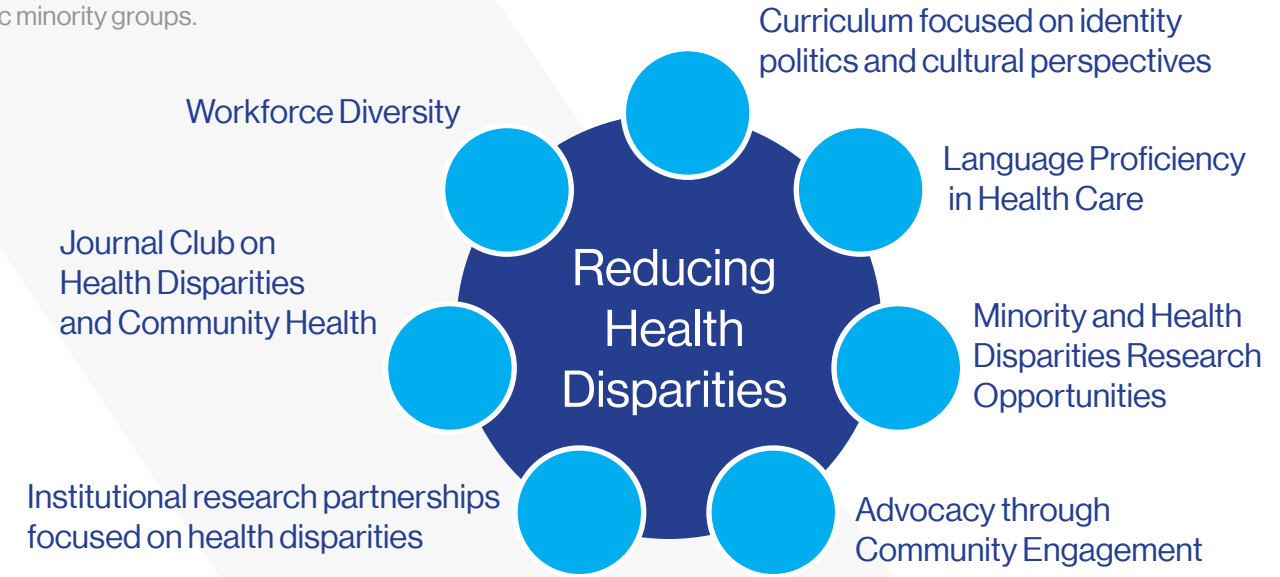 minority groups.
Curriculum focused on identity
politics and cultural perspectives
Workforce Diversity
Language Proficiency
in Health Care
Journal Club on
Health Disparities
and Community Health
Reducing
Health
Disparities
Minority and Health
Disparities Research
Opportunities
Institutional research partnerships
focused on health disparities
Advocacy through
Community Engagement